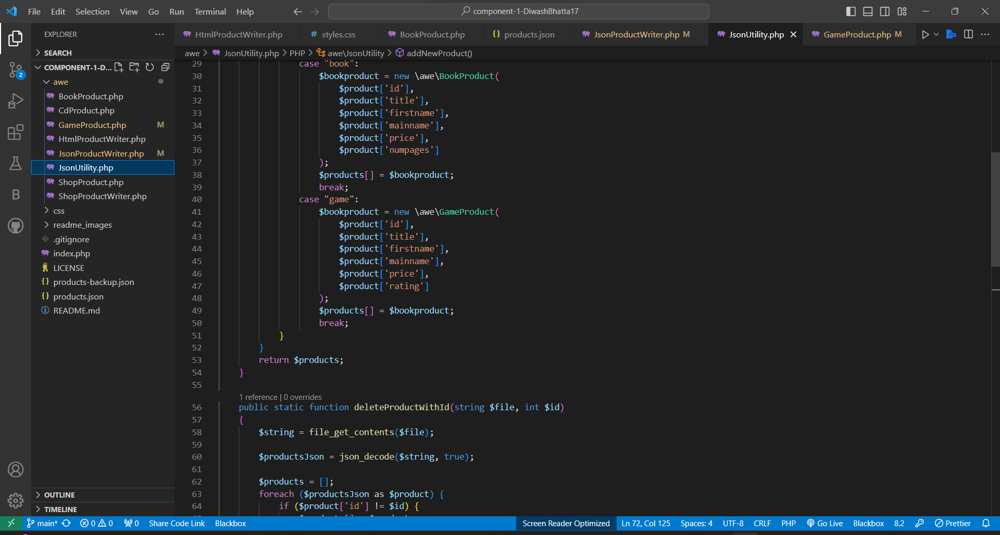 File Edit Selection View Go Run Terminal Help
component-1-DiwashBhatta17
EXPLORER
SEARCH
COMPONENT-1-D...
awe
BookProduct.php
CdProduct.php
GameProduct.php M
HtmlProductWriter.php
JsonProductWriter.php M
JsonUtility.php
ShopProduct.php
ShopProductWriter.php
css
readme_images
.gitignore
index.php
LICENSE
products-backup.json
products.json
README.md
OUTLINE
TIMELINE
2
B
HtmlProductWriter.php # styles.css BookProduct.php {} products.json JsonProductWriter.php M JsonUtility.php GameProduct.php M
awe > JsonUtility.php > PHP > awe\JsonUtility > addNewProduct()
29 case "book":
30 $bookproduct = new \awe\BookProduct(
31 $product['id'],
32 $product['title'],
33 $product['firstname'],
34 $product['mainname'],
35 $product['price'],
36 $product['numpages']
37 );
38 $products[] = $bookproduct;
39 break;
40 case "game":
41 $bookproduct = new \awe\GameProduct(
42 $product['id'],
43 $product['title'],
44 $product['firstname'],
45 $product['mainname'],
46 $product['price'],
47 $product['rating']
48 );
49 $products[] = $bookproduct;
50 break;
51 }
52 }
53 return $products;
54 }
55
1 reference | 0 overrides
56 public static function deleteProductWithId(string $file, int $id)
57 {
58 $string = file_get_contents($file);
59
60 $productsJson = json_decode($string, true);
61
62 $products = [];
63 foreach ($productsJson as $product) {
64 if ($product['id'] != $id) {
main* 0 0 0 Share Code Link Blackbox Screen Reader Optimized Ln 72, Col 125 Spaces: 4 UTF-8 CRLF PHP Go Live Blackbox 8.2 Prettier